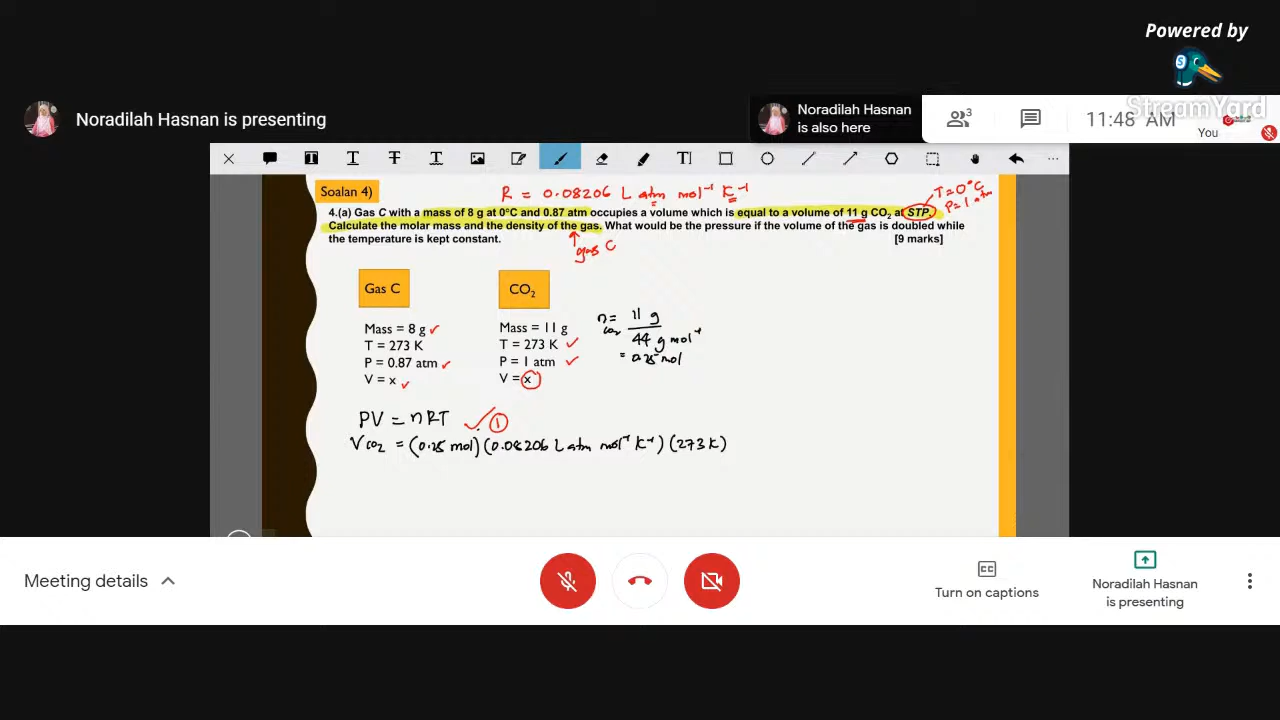 Powered by
StreamYard
Noradilah Hasnan is presenting
Noradilah Hasnan
is also here
3
11:48 AM
You
Soalan 4)
R = 0.08206 L atm mol⁻¹ K⁻¹
T=0°C
P=1 atm
4.(a) Gas C with a mass of 8 g at 0°C and 0.87 atm occupies a volume which is equal to a volume of 11 g CO₂ at STP.
Calculate the molar mass and the density of the gas. What would be the pressure if the volume of the gas is doubled while
the temperature is kept constant. [9 marks]
gas C
Gas C
CO₂
Mass = 8 g ✓
T = 273 K
P = 0.87 atm ✓
V = x ✓
Mass = 11 g
T = 273 K ✓
P = 1 atm ✓
V = x
n CO₂ = 11 g
44 g mol⁻¹
= 0.25 mol
PV = nRT ✓ ①
V CO₂ = (0.25 mol) (0.08206 L atm mol⁻¹ K⁻¹) (273 K)
Meeting details
Turn on captions
Noradilah Hasnan
is presenting